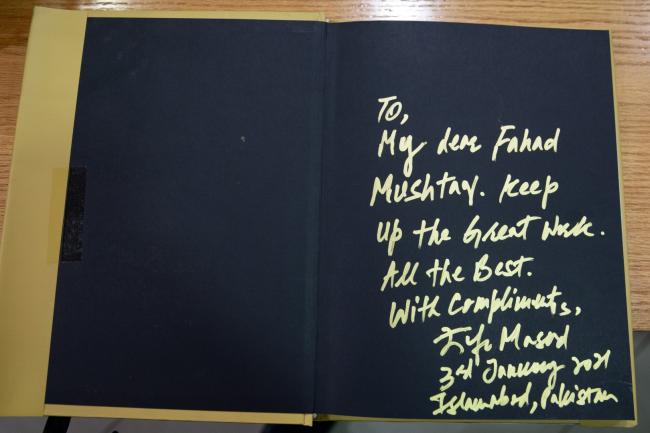 To,
My dear Fahad
Mushtaq. Keep
up the Great Work.
All the Best.
With Compliments,
Masood
3rd January 2021
Islamabad, Pakistan